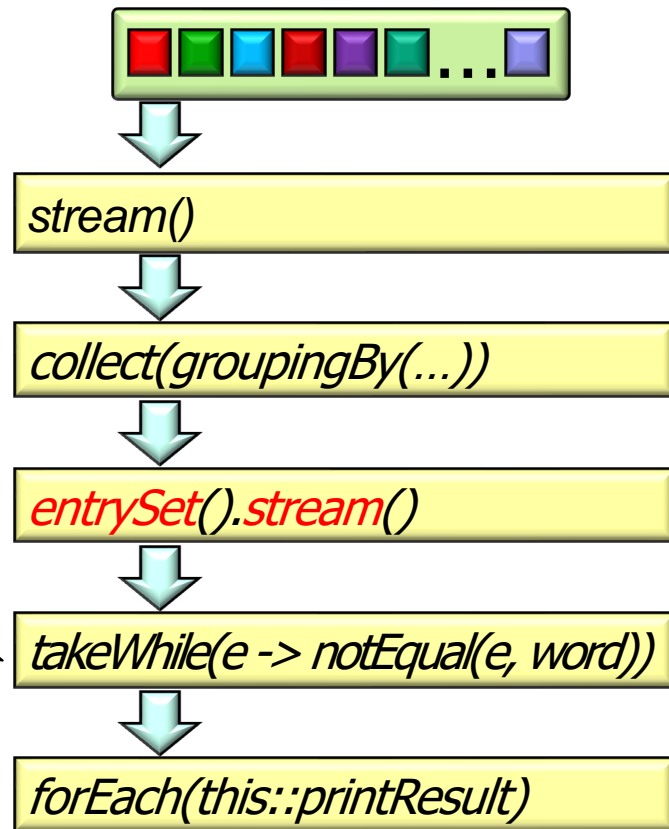 ...
stream()
collect(groupingBy(…))
entrySet().stream()
takeWhile(e -> notEqual(e, word))
forEach(this::printResult)